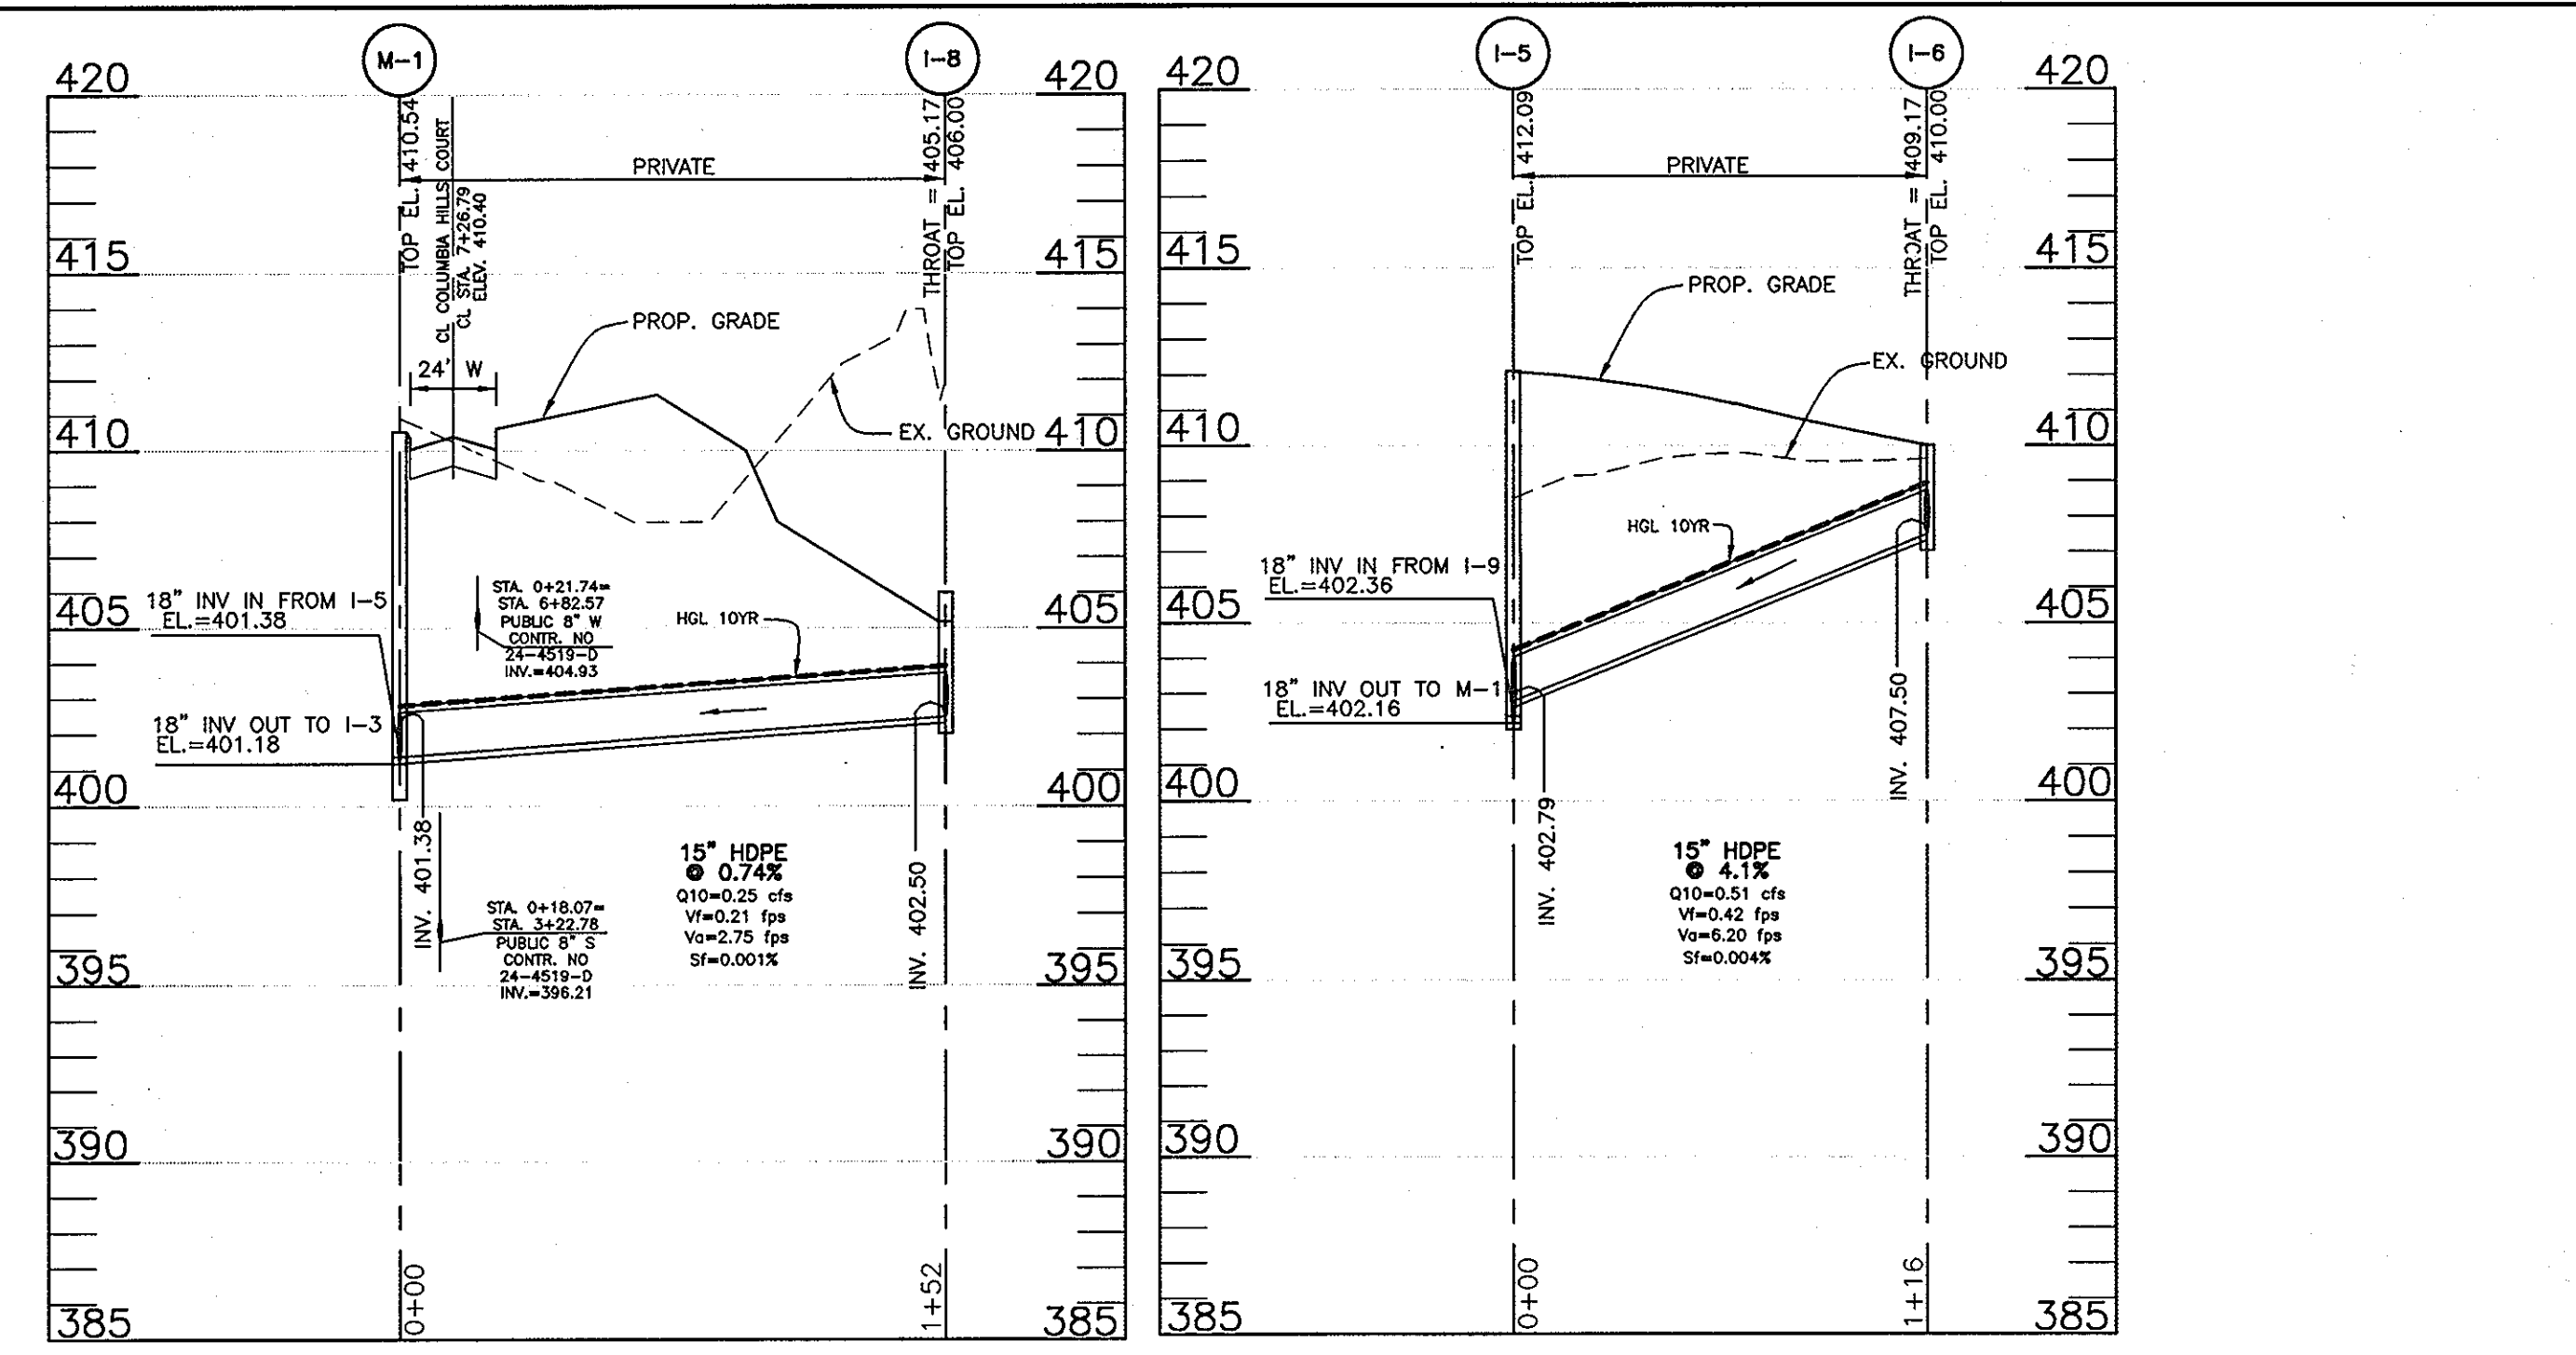 M-1
I-8
420
420
TOP EL. 410.54
CL COLUMBIA HILLS COURT
CL STA. 7+26.79
ELEV. 410.40
THROAT = 405.17
TOP EL. 406.00
PRIVATE
415
415
PROP. GRADE
24' W
EX. GROUND
410
410
18" INV IN FROM I-5
EL.=401.38
405
405
STA. 0+21.74=
STA. 6+82.57
PUBLIC 8" W
CONTR. NO
24-4519-D
INV.=404.93
HGL 10YR
18" INV OUT TO I-3
EL.=401.18
400
400
INV. 401.38
INV. 402.50
15" HDPE
@ 0.74%
Q10=0.25 cfs
Vf=0.21 fps
Va=2.75 fps
Sf=0.001%
STA. 0+18.07=
STA. 3+22.78
PUBLIC 8" S
CONTR. NO
24-4519-D
INV.=396.21
395
395
390
390
385
385
0+00
1+52
I-5
I-6
420
420
TOP EL. 412.09
THROAT = 409.17
TOP EL. 410.00
PRIVATE
415
415
PROP. GRADE
EX. GROUND
410
410
HGL 10YR
18" INV IN FROM I-9
EL.=402.36
405
405
18" INV OUT TO M-1
EL.=402.16
INV. 402.79
INV. 407.50
400
400
15" HDPE
@ 4.1%
Q10=0.51 cfs
Vf=0.42 fps
Va=6.20 fps
Sf=0.004%
395
395
390
390
385
385
0+00
1+16